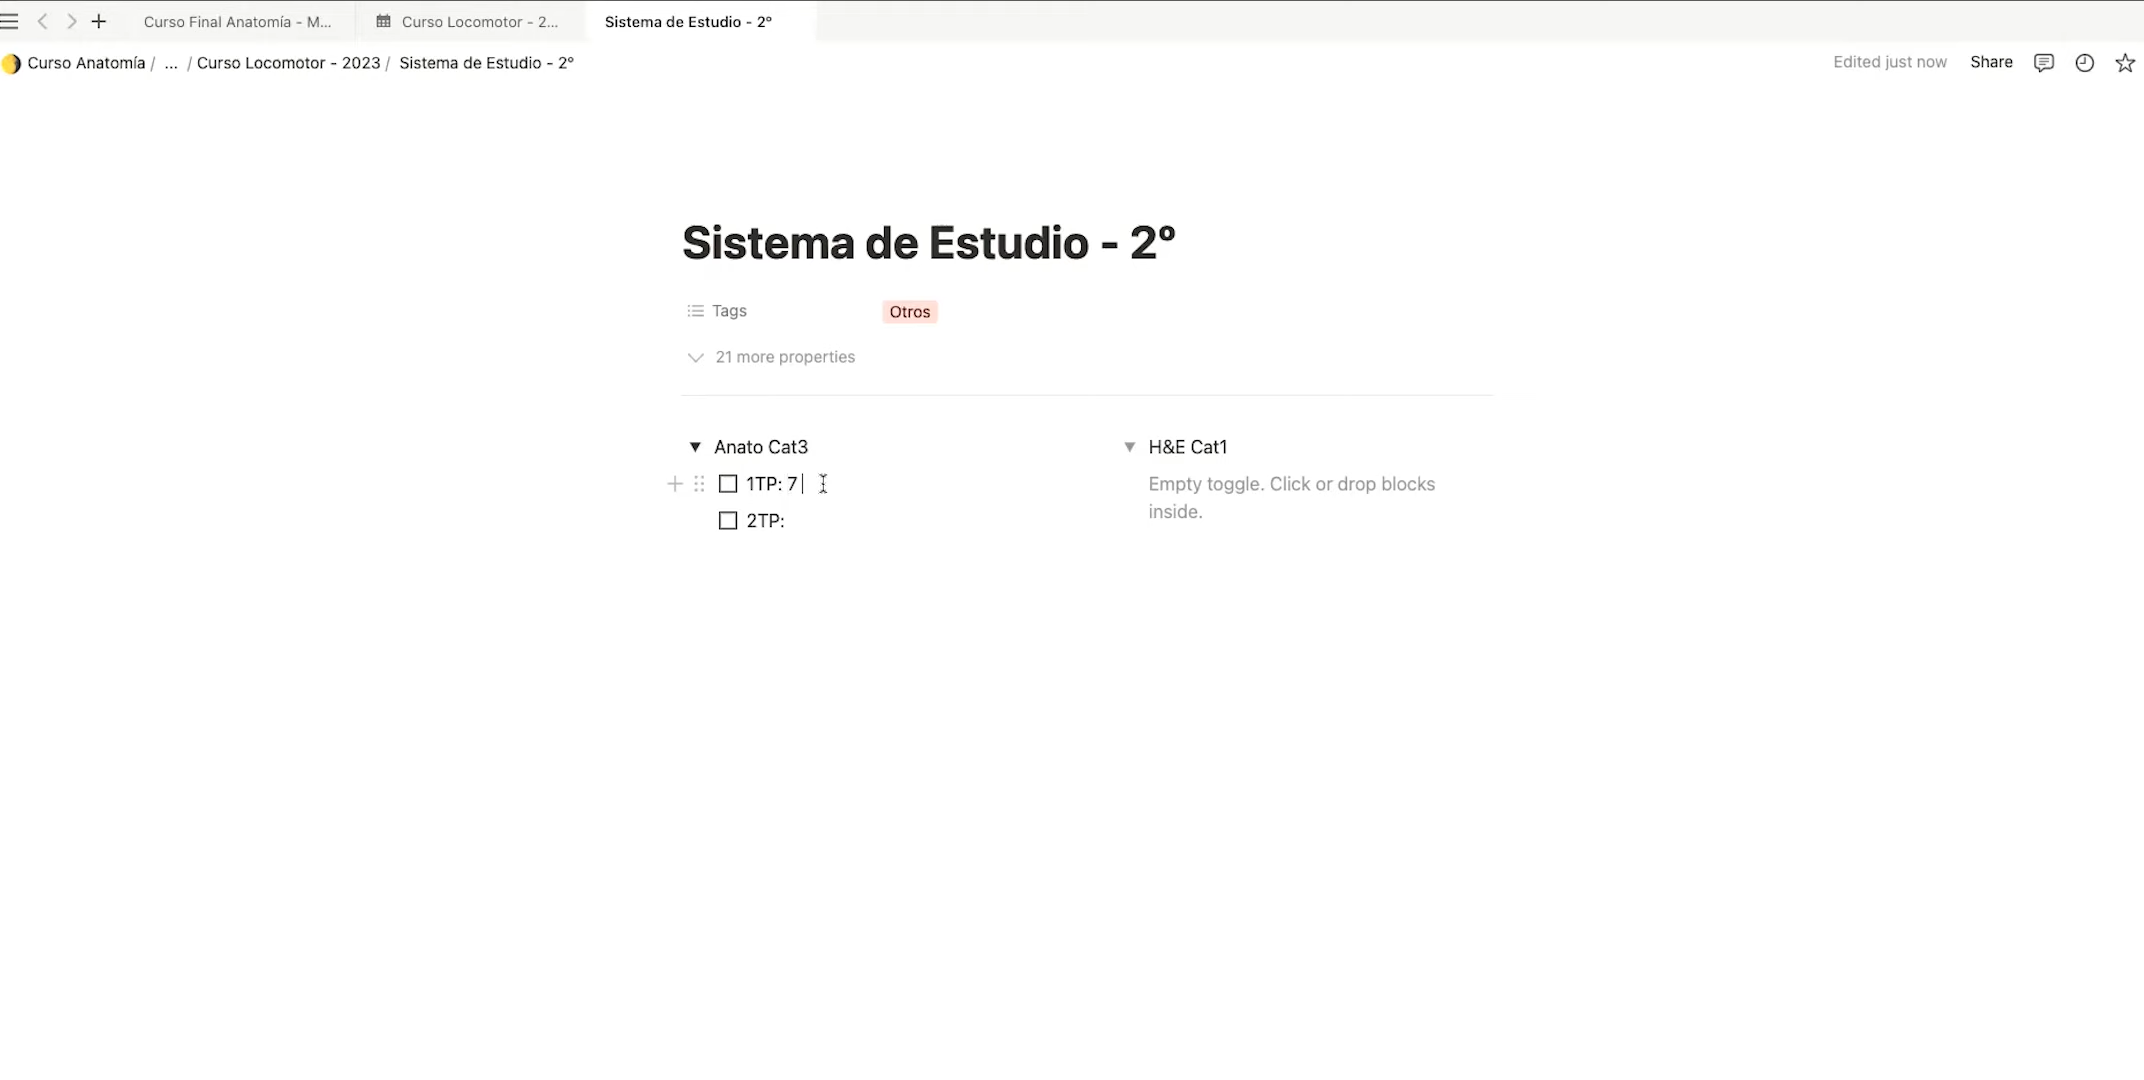 Curso Final Anatomía - M...
Curso Locomotor - 2...
Sistema de Estudio - 2°
Curso Anatomía / ... / Curso Locomotor - 2023 / Sistema de Estudio - 2°
Edited just now
Share
Sistema de Estudio - 2º
Tags
Otros
21 more properties
Anato Cat3
1TP: 7
2TP:
H&E Cat1
Empty toggle. Click or drop blocks
inside.